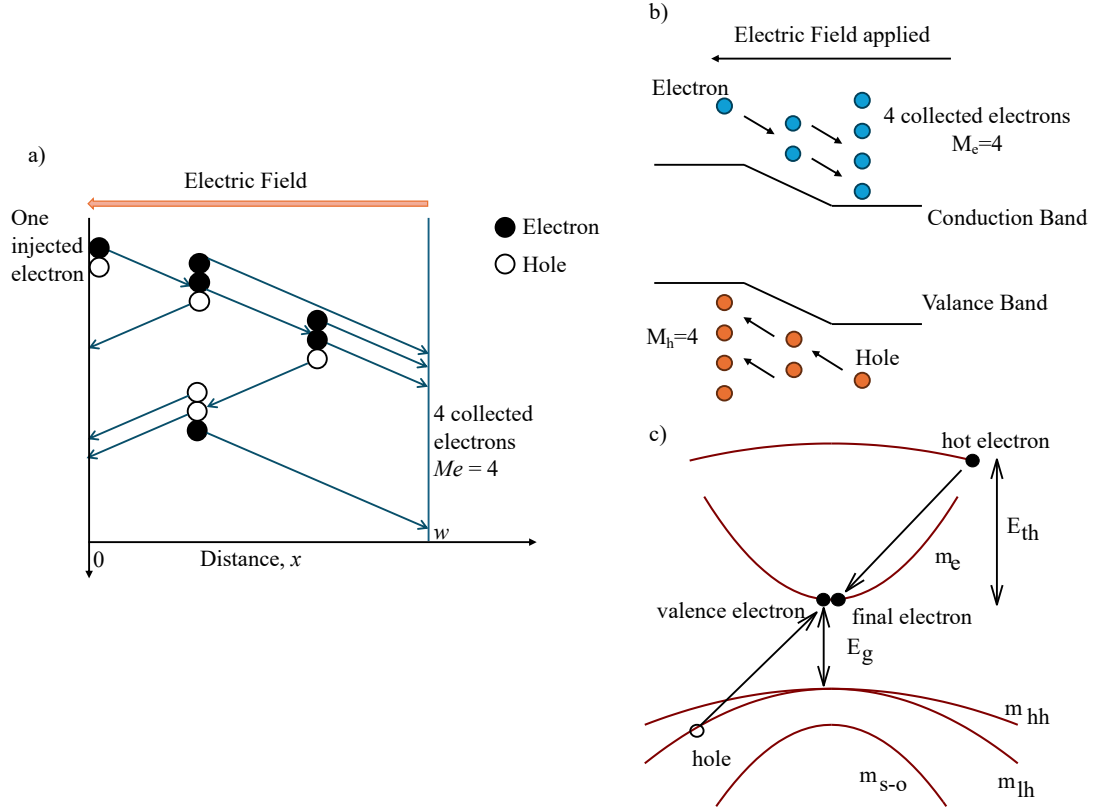 a)
Electric Field
One
injected
electron
Electron
Hole
4 collected
electrons
Me = 4
w
0
Distance, x
b)
Electric Field applied
Electron
4 collected electrons
Me=4
Conduction Band
Valance Band
Mh=4
Hole
c)
hot electron
Eth
me
valence electron
final electron
Eg
mhh
hole
ms-o
mlh